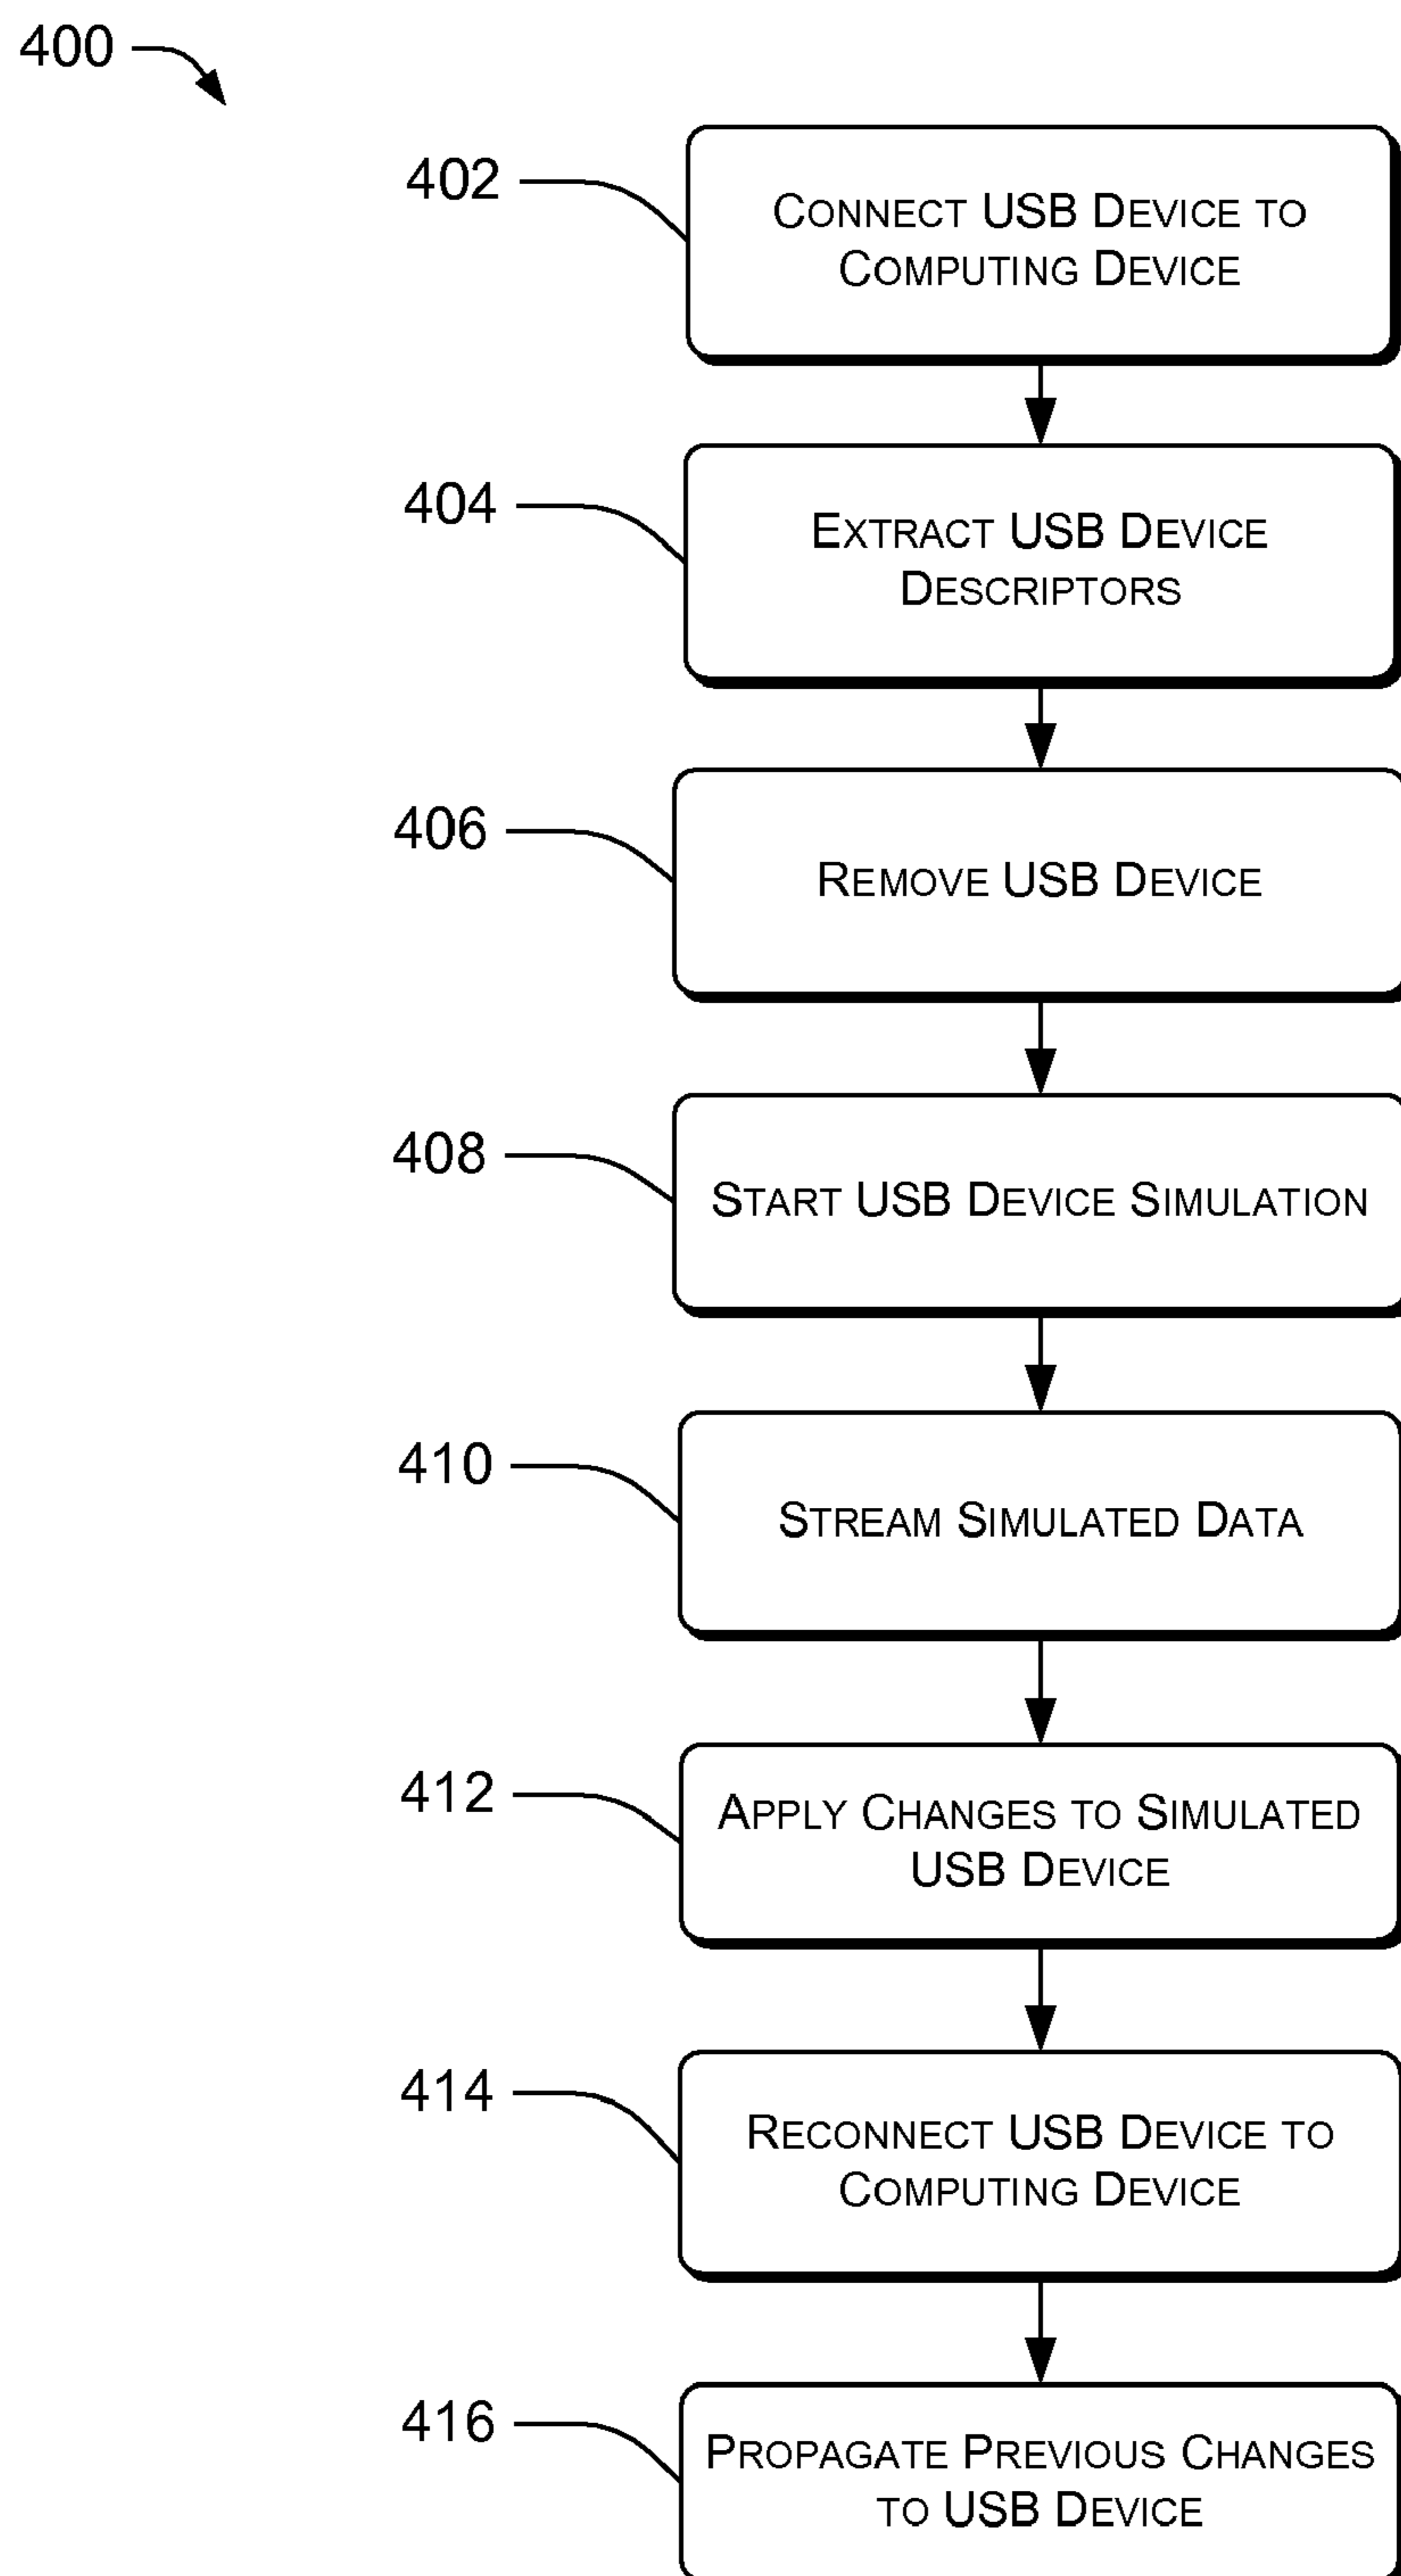 400
402
CONNECT USB DEVICE TO
COMPUTING DEVICE
404
EXTRACT USB DEVICE
DESCRIPTORS
406
REMOVE USB DEVICE
408
START USB DEVICE SIMULATION
410
STREAM SIMULATED DATA
412
APPLY CHANGES TO SIMULATED
USB DEVICE
414
RECONNECT USB DEVICE TO
COMPUTING DEVICE
416
PROPAGATE PREVIOUS CHANGES
TO USB DEVICE